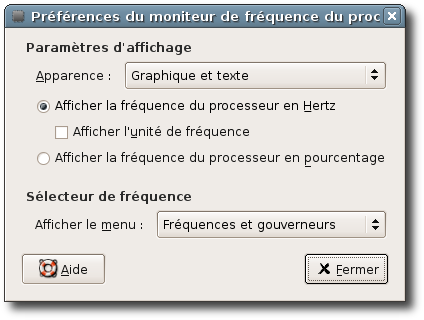 Préférences du moniteur de fréquence du proc
Paramètres d'affichage
Apparence : Graphique et texte
Afficher la fréquence du processeur en Hertz
Afficher l'unité de fréquence
Afficher la fréquence du processeur en pourcentage
Sélecteur de fréquence
Afficher le menu : Fréquences et gouverneurs
Aide Fermer